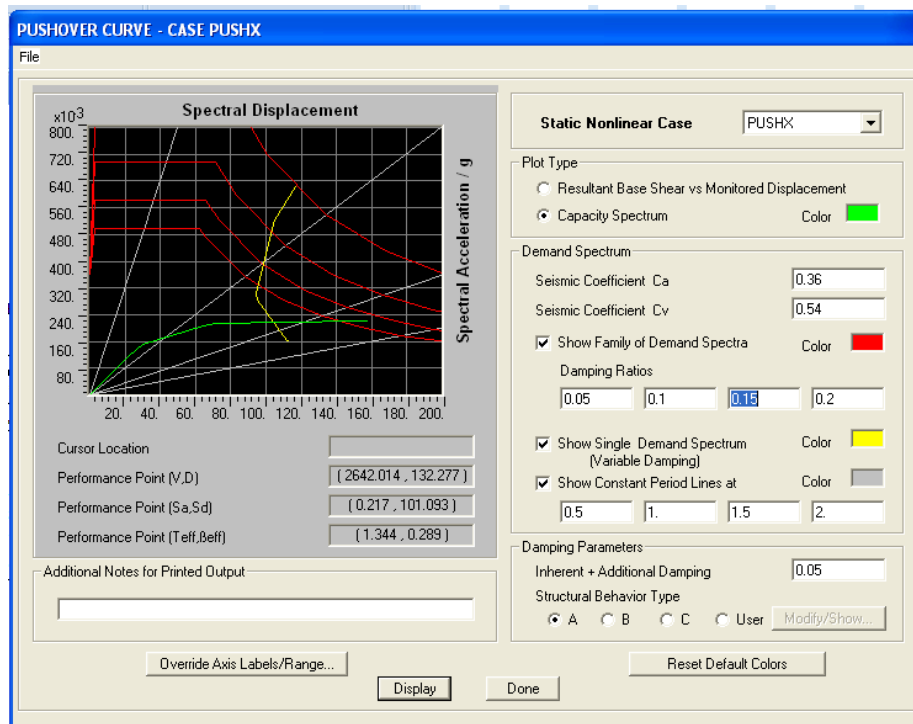 PUSHOVER CURVE - CASE PUSHX
File
Spectral Displacement
x10³
800.
720.
640.
560.
480.
400.
320.
240.
160.
80.
20. 40. 60. 80. 100. 120. 140. 160. 180. 200.
Spectral Acceleration / g
Cursor Location
Performance Point (V,D) ( 2642.014 , 132.277 )
Performance Point (Sa,Sd) ( 0.217 , 101.093 )
Performance Point (Teff,βeff) ( 1.344 , 0.289 )
Additional Notes for Printed Output
Static Nonlinear Case PUSHX
Plot Type
Resultant Base Shear vs Monitored Displacement
Capacity Spectrum Color
Demand Spectrum
Seismic Coefficient Ca 0.36
Seismic Coefficient Cv 0.54
Show Family of Demand Spectra Color
Damping Ratios
0.05 0.1 0.15 0.2
Show Single Demand Spectrum Color
(Variable Damping)
Show Constant Period Lines at Color
0.5 1. 1.5 2.
Damping Parameters
Inherent + Additional Damping 0.05
Structural Behavior Type
A B C User Modify/Show...
Override Axis Labels/Range... Reset Default Colors
Display Done